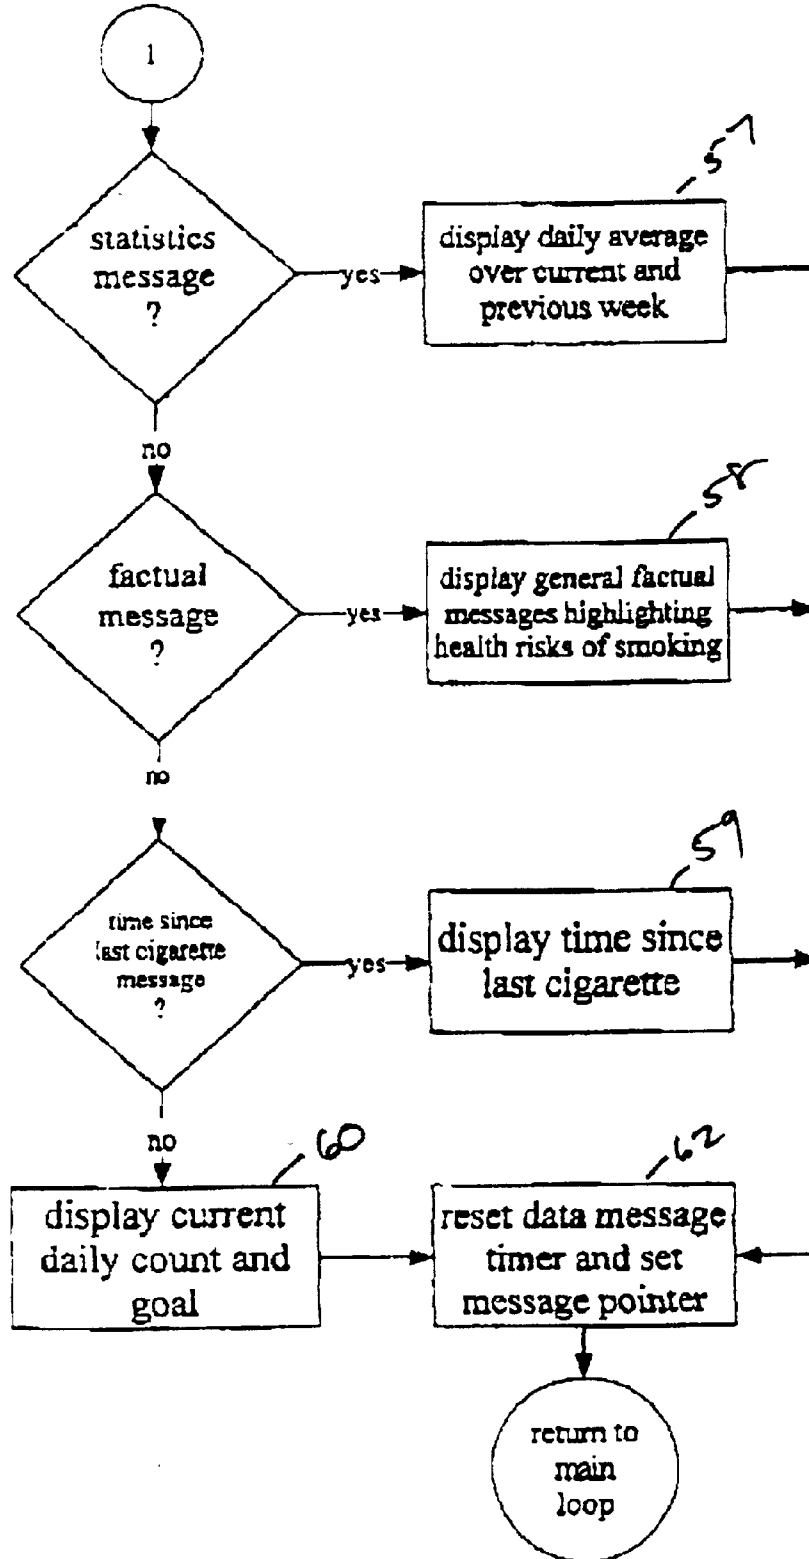 1
57
statistics
message
?
yes
display daily average
over current and
previous week
no
58
factual
message
?
yes
display general factual
messages highlighting
health risks of smoking
no
59
time since
last cigarette
message
?
yes
display time since
last cigarette
no
60
62
display current
daily count and
goal
reset data message
timer and set
message pointer
return to
main
loop